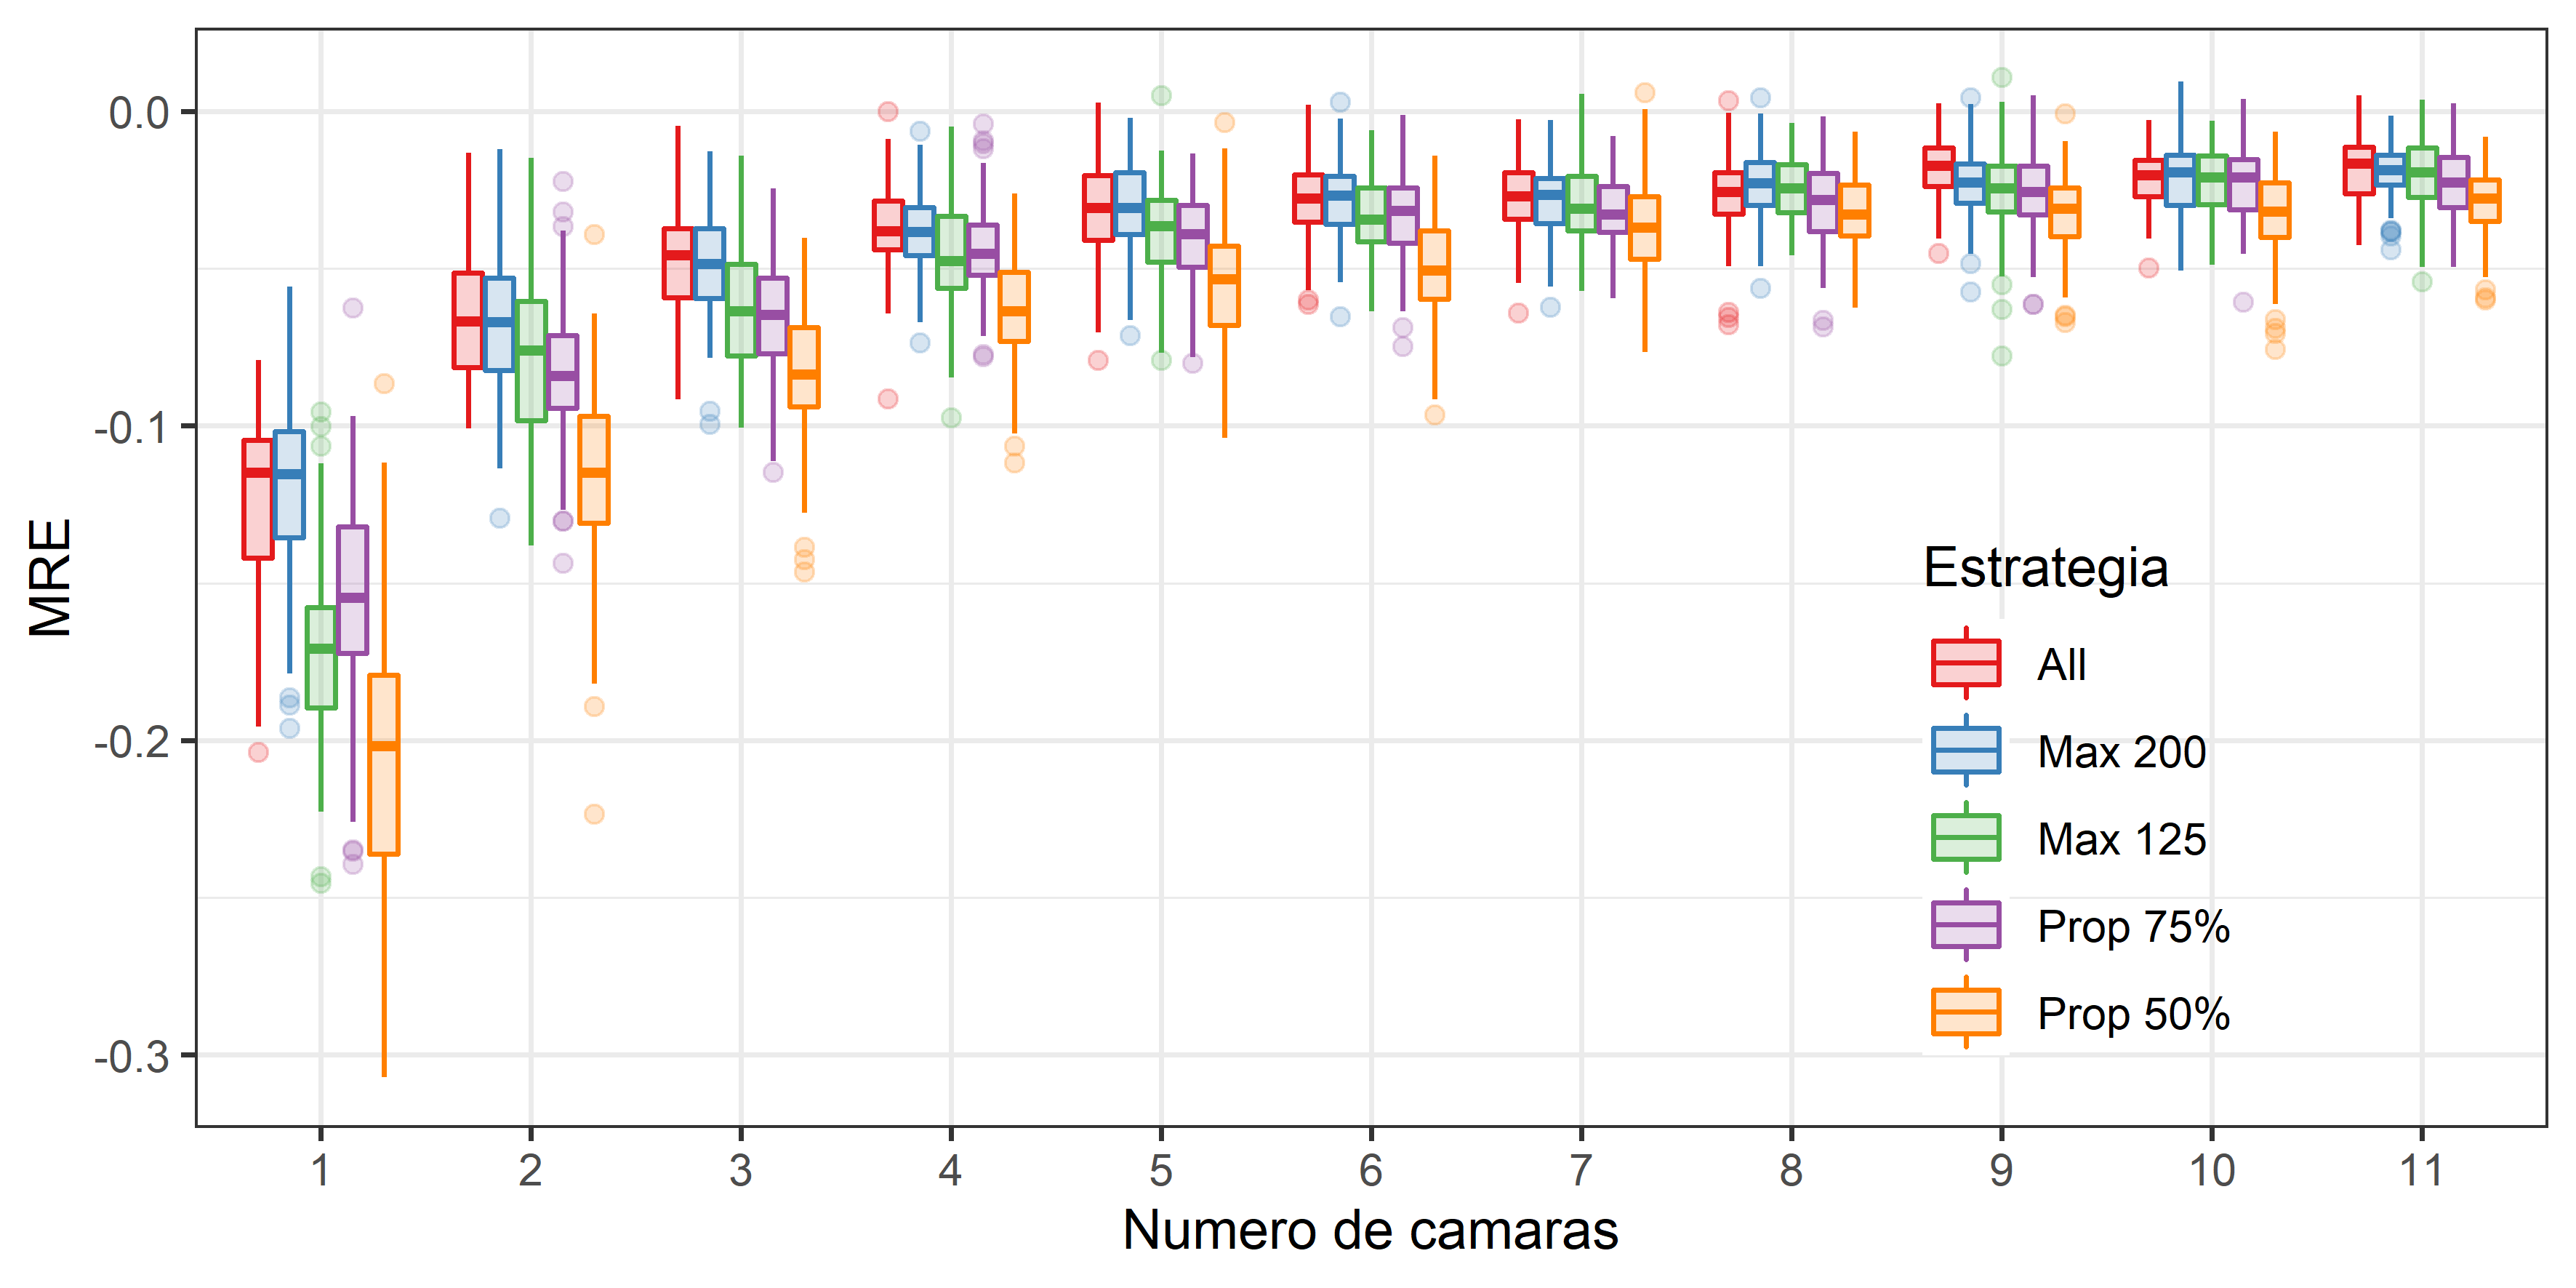 0.0
-0.1
-0.2
-0.3
MRE
1 2 3 4 5 6 7 8 9 10 11
Numero de camaras
Estrategia
All
Max 200
Max 125
Prop 75%
Prop 50%